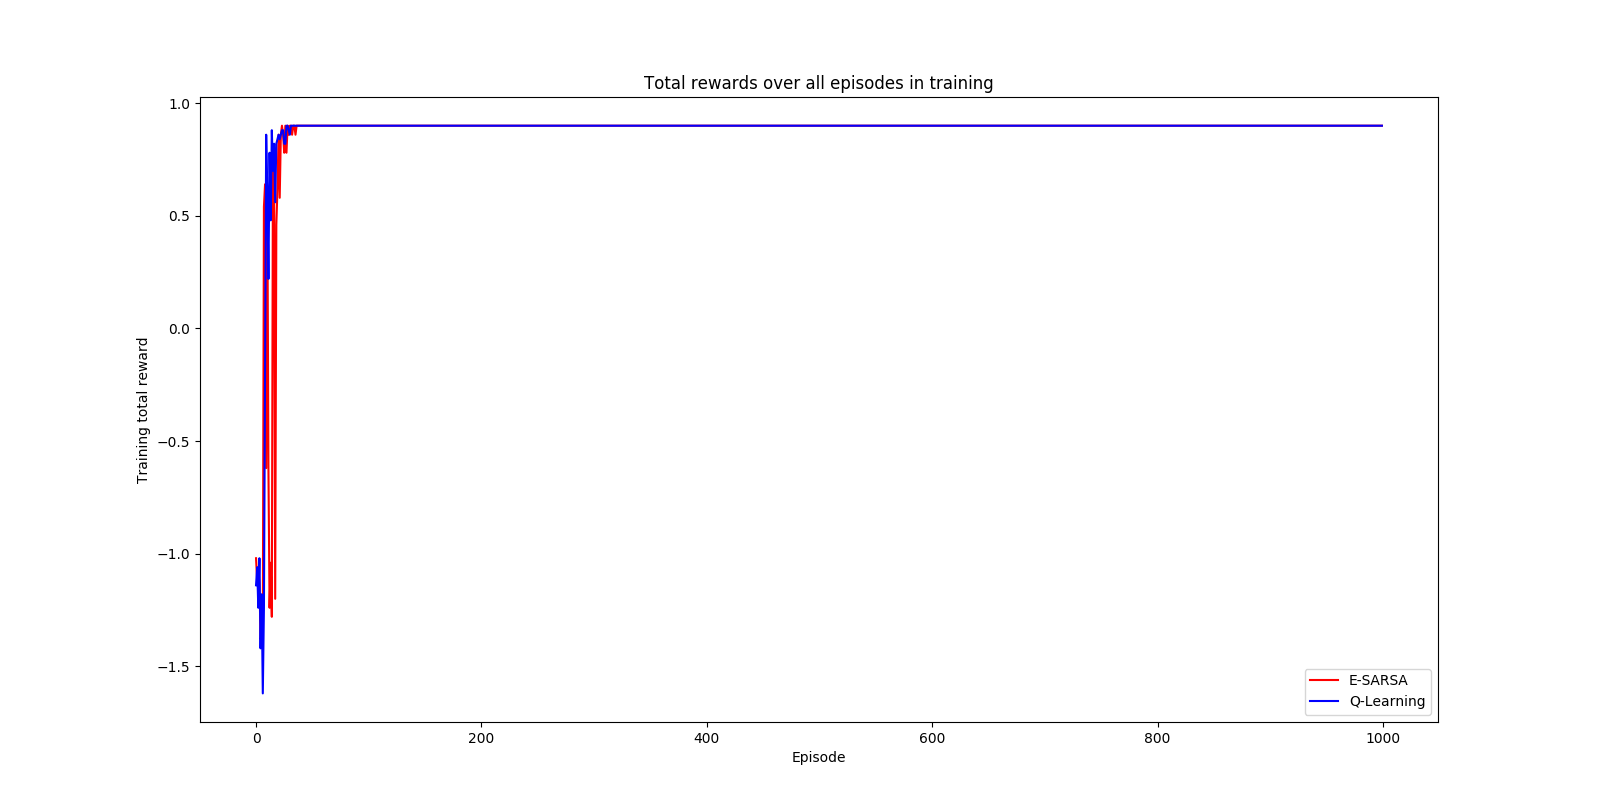 Total rewards over all episodes in training
1.0
0.5
0.0
−0.5
−1.0
−1.5
Training total reward
0 200 400 600 800 1000
Episode
E-SARSA
Q-Learning